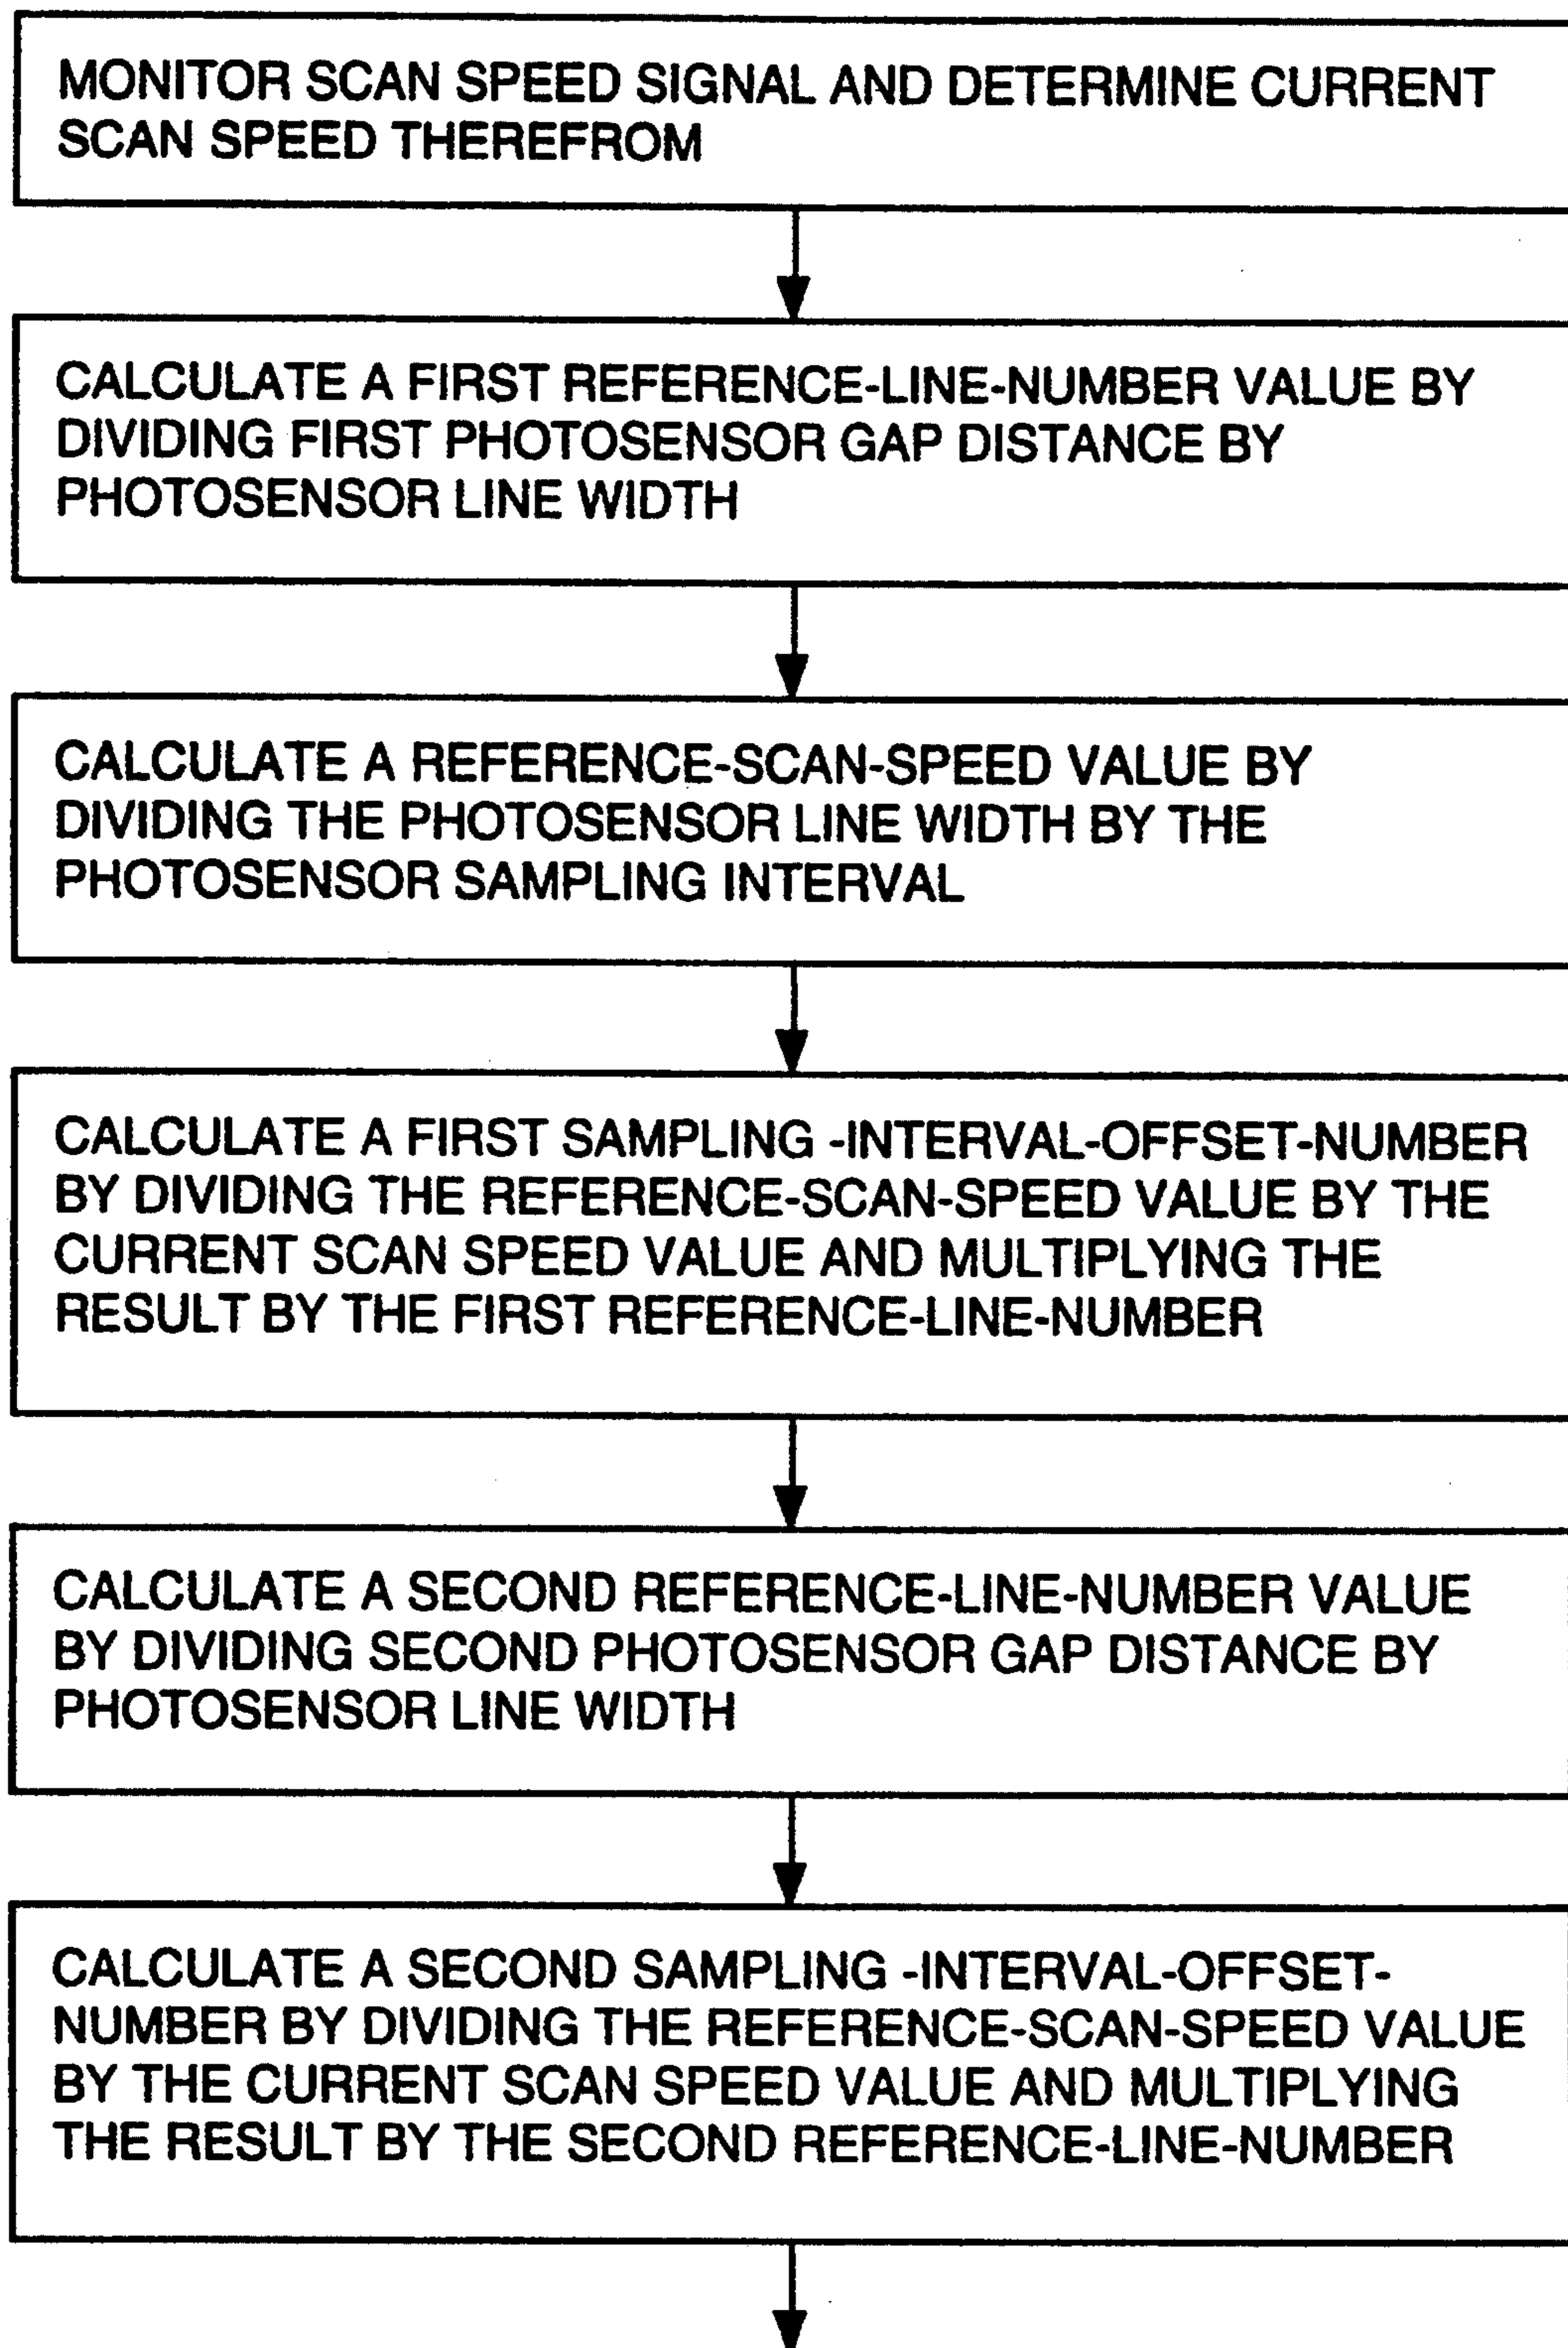 MONITOR SCAN SPEED SIGNAL AND DETERMINE CURRENT
SCAN SPEED THEREFROM
CALCULATE A FIRST REFERENCE-LINE-NUMBER VALUE BY
DIVIDING FIRST PHOTOSENSOR GAP DISTANCE BY
PHOTOSENSOR LINE WIDTH
CALCULATE A REFERENCE-SCAN-SPEED VALUE BY
DIVIDING THE PHOTOSENSOR LINE WIDTH BY THE
PHOTOSENSOR SAMPLING INTERVAL
CALCULATE A FIRST SAMPLING -INTERVAL-OFFSET-NUMBER
BY DIVIDING THE REFERENCE-SCAN-SPEED VALUE BY THE
CURRENT SCAN SPEED VALUE AND MULTIPLYING THE
RESULT BY THE FIRST REFERENCE-LINE-NUMBER
CALCULATE A SECOND REFERENCE-LINE-NUMBER VALUE
BY DIVIDING SECOND PHOTOSENSOR GAP DISTANCE BY
PHOTOSENSOR LINE WIDTH
CALCULATE A SECOND SAMPLING -INTERVAL-OFFSET-
NUMBER BY DIVIDING THE REFERENCE-SCAN-SPEED VALUE
BY THE CURRENT SCAN SPEED VALUE AND MULTIPLYING
THE RESULT BY THE SECOND REFERENCE-LINE-NUMBER